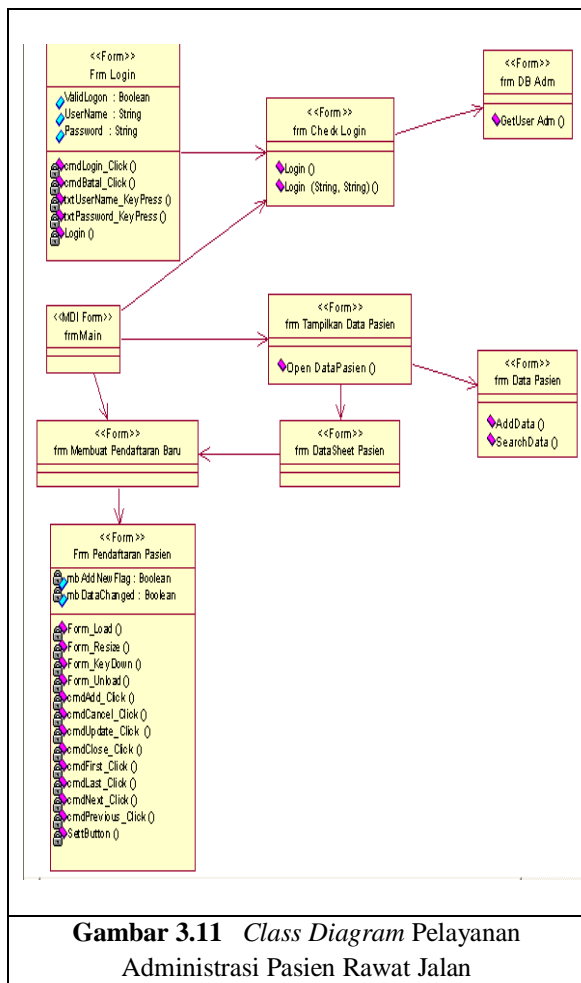 <<Form>>
Frm Login
ValidLogon : Boolean
UserName : String
Password : String
cmdLogin_Click ()
cmdBatal_Click ()
txtUserName_KeyPress ()
txtPassword_KeyPress ()
Login ()
<<Form>>
frm Check Login
Login ()
Login (String, String) ()
<<Form>>
frm DB Adm
GetUser Adm ()
<<MDI Form>>
frmMain
<<Form>>
frm Tampilkan Data Pasien
Open DataPasien ()
<<Form>>
frm Data Pasien
AddData ()
SearchData ()
<<Form>>
frm Membuat Pendaftaran Baru
<<Form>>
frm DataSheet Pasien
<<Form>>
Frm Pendaftaran Pasien
mbAddNewFlag : Boolean
mbDataChanged : Boolean
Form_Load ()
Form_Resize ()
Form_KeyDown ()
Form_Unload ()
cmdAdd_Click ()
cmdCancel_Click ()
cmdUpdate_Click ()
cmdClose_Click ()
cmdFirst_Click ()
cmdLast_Click ()
cmdNext_Click ()
cmdPrevious_Click ()
SettButton ()
Gambar 3.11 Class Diagram Pelayanan
Administrasi Pasien Rawat Jalan